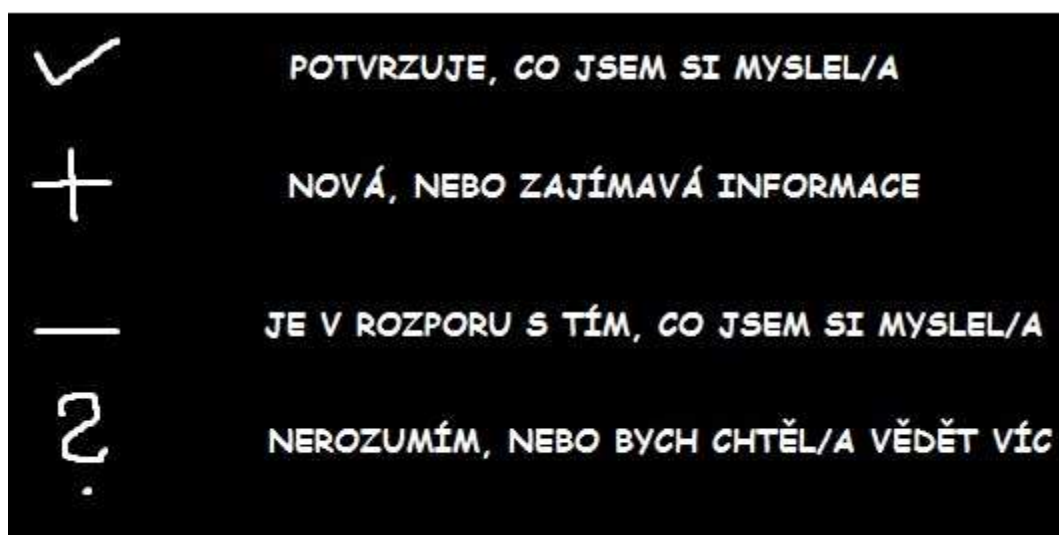 ✓ POTVRZUJE, CO JSEM SI MYSLEL/A
+ NOVÁ, NEBO ZAJÍMAVÁ INFORMACE
— JE V ROZPORU S TÍM, CO JSEM SI MYSLEL/A
? NEROZUMÍM, NEBO BYCH CHTĚL/A VĚDĚT VÍC